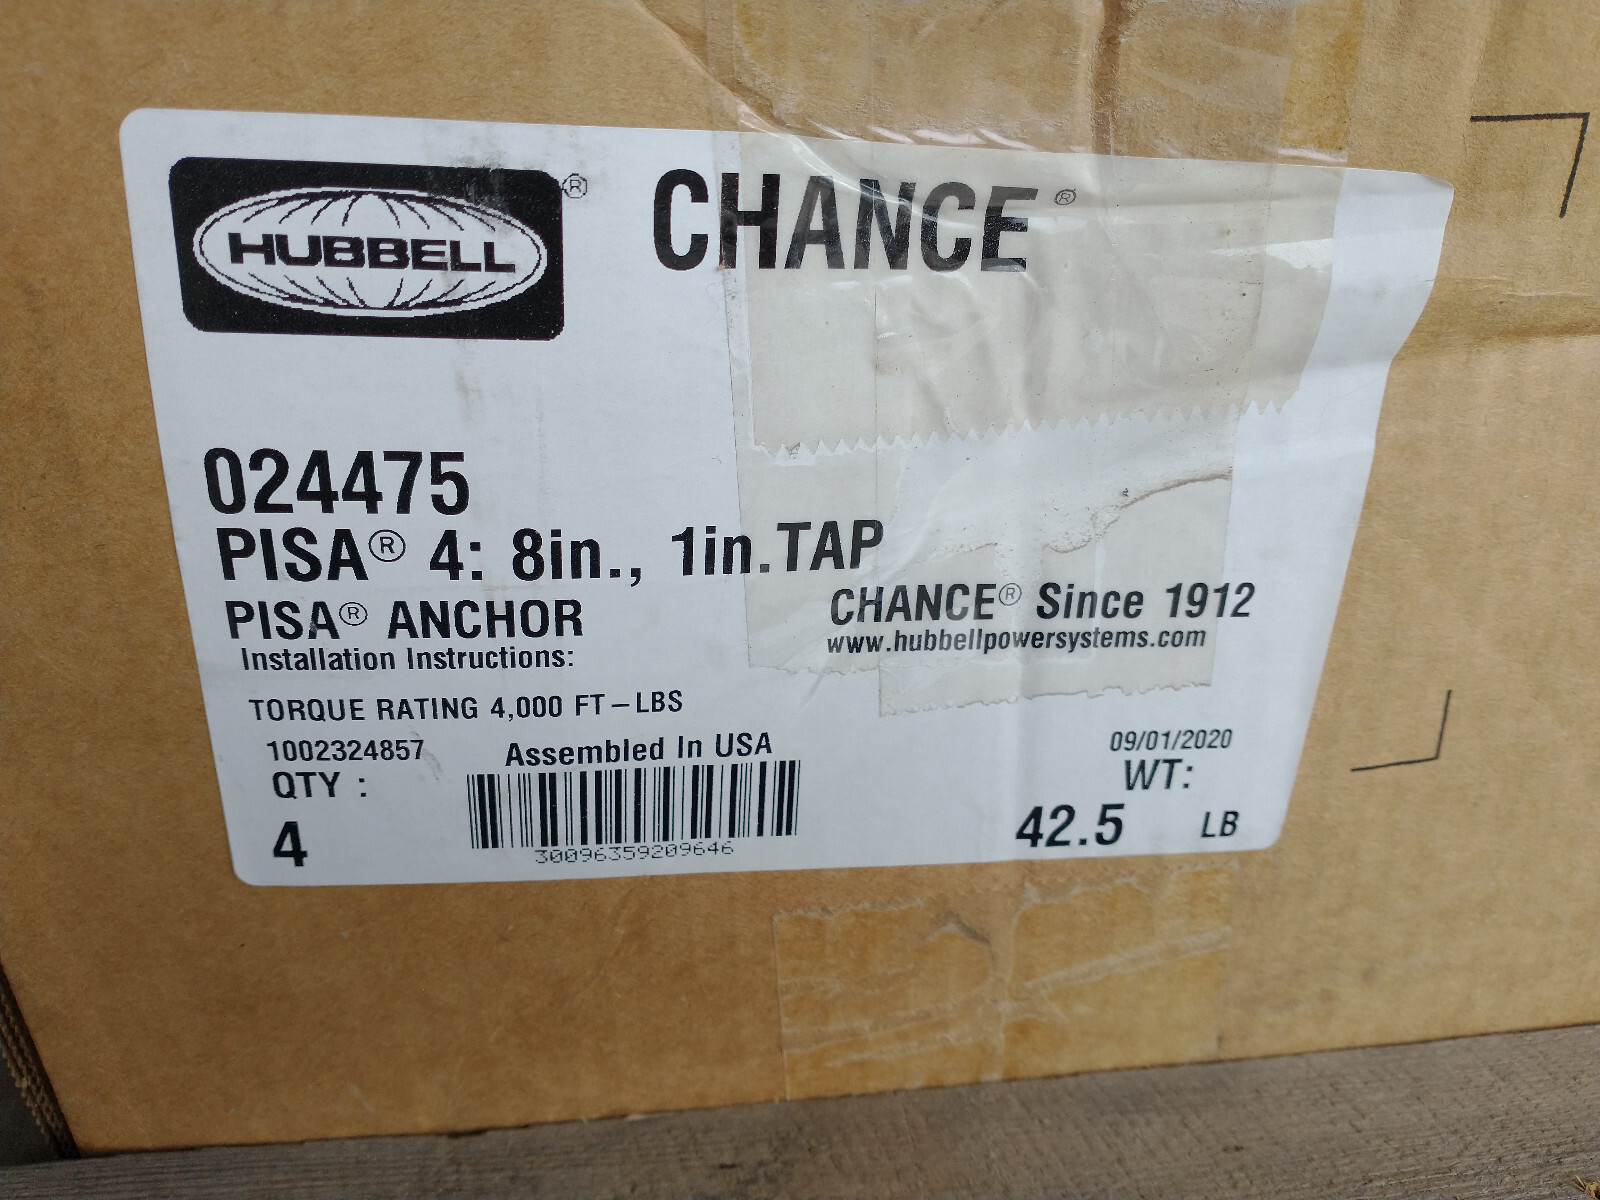 HUBBELL ®
CHANCE ®
024475
PISA® 4: 8in., 1in.TAP
PISA® ANCHOR
Installation Instructions:
CHANCE® Since 1912
www.hubbellpowersystems.com
TORQUE RATING 4,000 FT-LBS
1002324857
Assembled In USA
09/01/2020
QTY :
WT:
4
30096359209646
42.5 LB